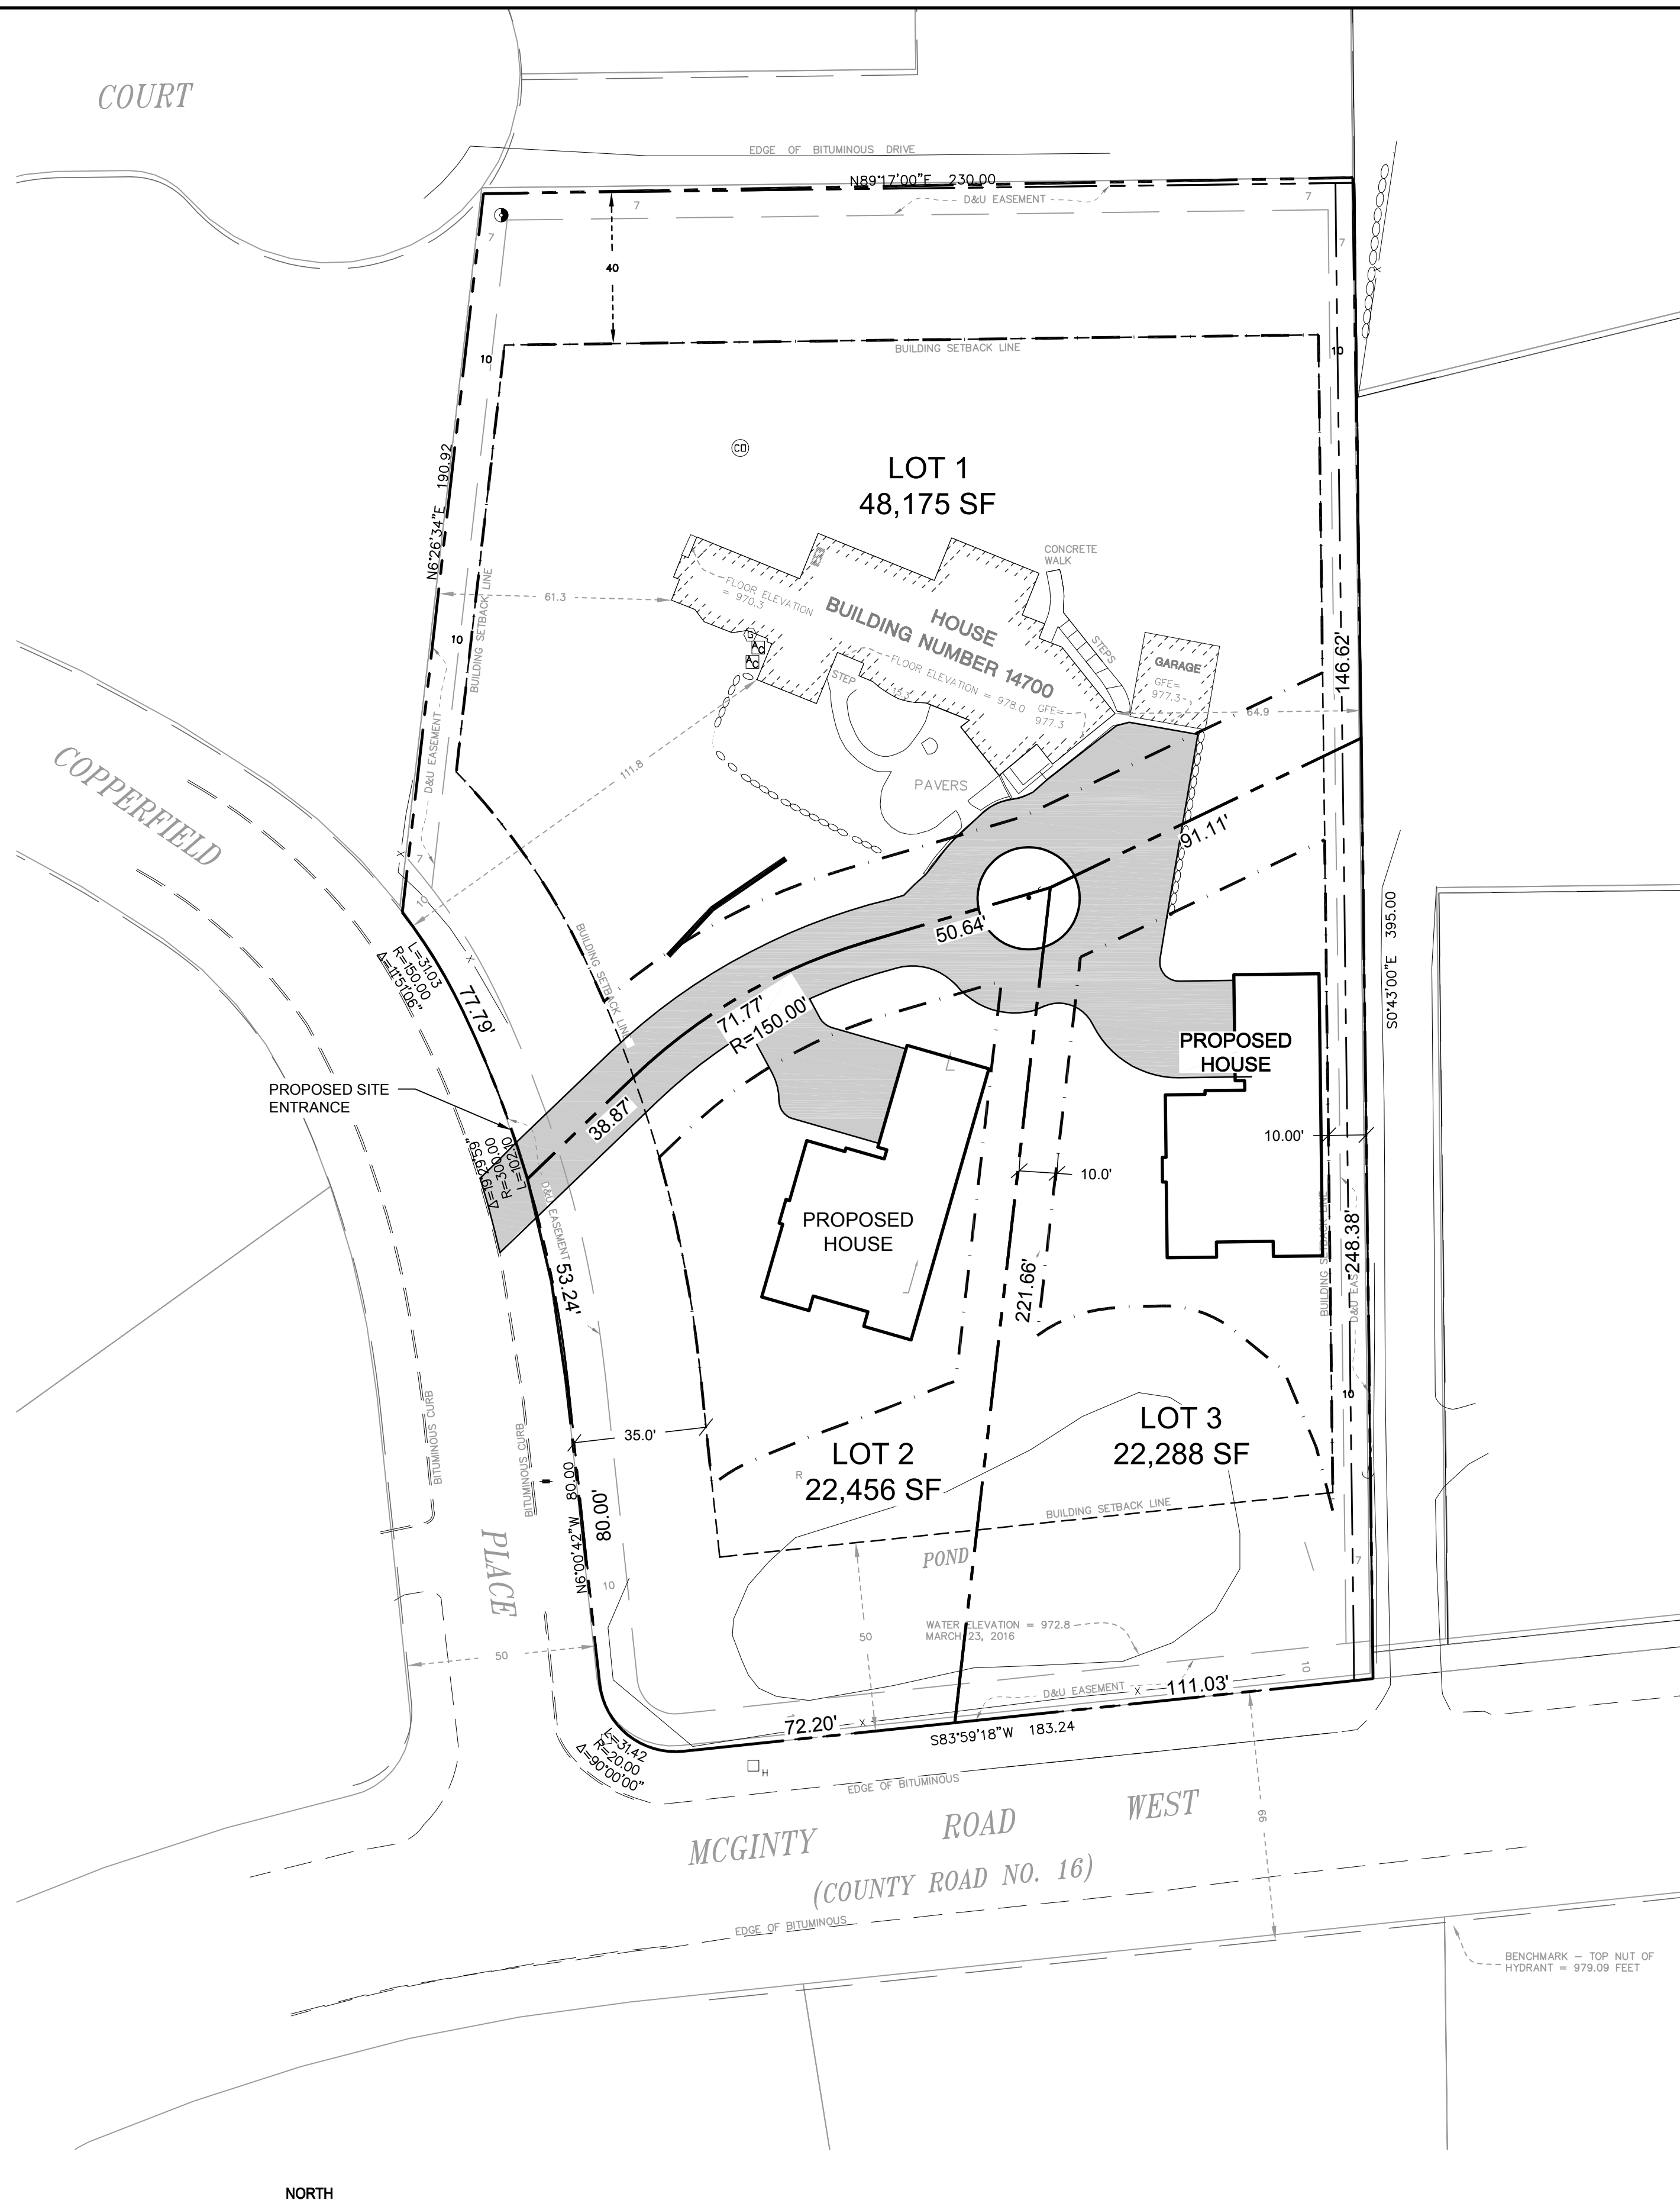 COURT
EDGE OF BITUMINOUS DRIVE
N89°17'00"E 230.00
D&U EASEMENT
7
7
7
7
40
10
BUILDING SETBACK LINE
10
N6°26'34"E 190.92
CO
LOT 1
48,175 SF
CONCRETE
WALK
FLOOR ELEVATION
= 970.3
HOUSE
BUILDING NUMBER 14700
FLOOR ELEVATION = 978.0
GFE=
977.3
STEPS
GARAGE
GFE=
977.3
61.3
10
BUILDING SETBACK LINE
G
AC
AC
STEP
15.3
64.9
146.62'
D&U EASEMENT
111.8
PAVERS
COPPERFIELD
7
X
10
X
X
91.11'
50.64'
S0°43'00"E 395.00
L=31.03
R=150.00
Δ=11°51'06"
77.79'
BUILDING SETBACK LINE
71.77'
R=150.00'
38.87'
PROPOSED
HOUSE
PROPOSED SITE
ENTRANCE
Δ=19°29'59"
R=300.00
L=102.10
D&U EASEMENT
10.00'
10.0'
PROPOSED
HOUSE
53.24'
221.66'
BUILDING SETBACK LINE
248.38'
D&U EASEMENT
10
BITUMINOUS CURB
BITUMINOUS CURB
35.0'
LOT 3
22,288 SF
LOT 2
22,456 SF
R
N6°00'42"W 80.00
80.00'
BUILDING SETBACK LINE
POND
PLACE
10
7
50
WATER ELEVATION = 972.8
MARCH 23, 2016
50
10
D&U EASEMENT
X
111.03'
72.20'
X
S83°59'18"W 183.24
L=31.42
R=20.00
Δ=90°00'00"
H
EDGE OF BITUMINOUS
MCGINTY ROAD WEST
66
(COUNTY ROAD NO. 16)
EDGE OF BITUMINOUS
BENCHMARK – TOP NUT OF
HYDRANT = 979.09 FEET
NORTH